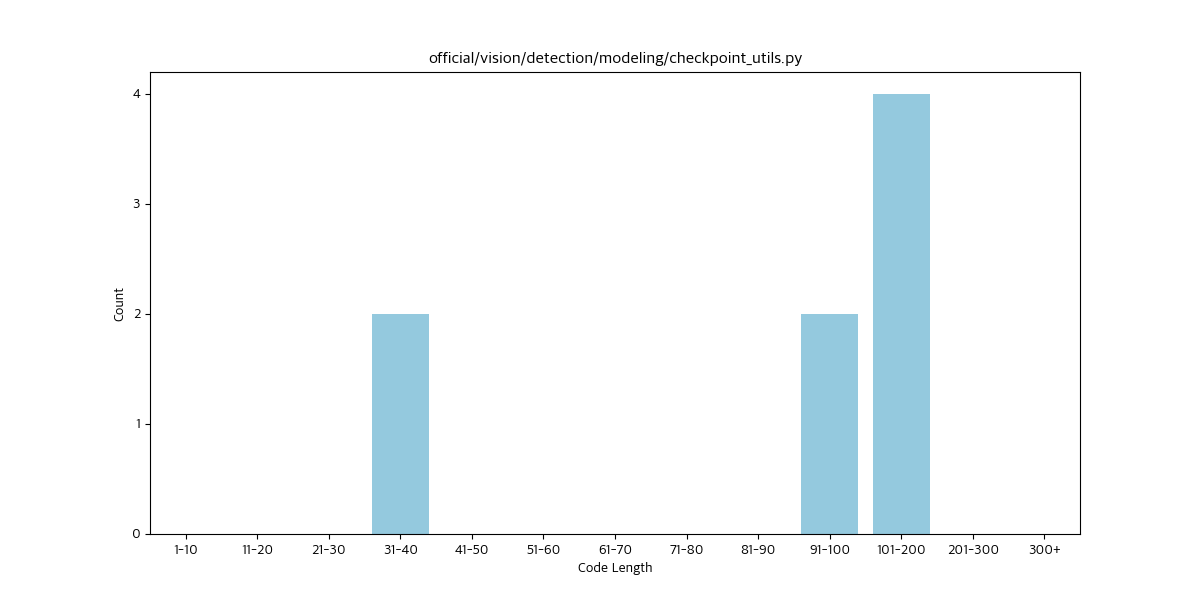 official/vision/detection/modeling/checkpoint_utils.py
4
3
2
1
0
Count
1-10 11-20 21-30 31-40 41-50 51-60 61-70 71-80 81-90 91-100 101-200 201-300 300+
Code Length